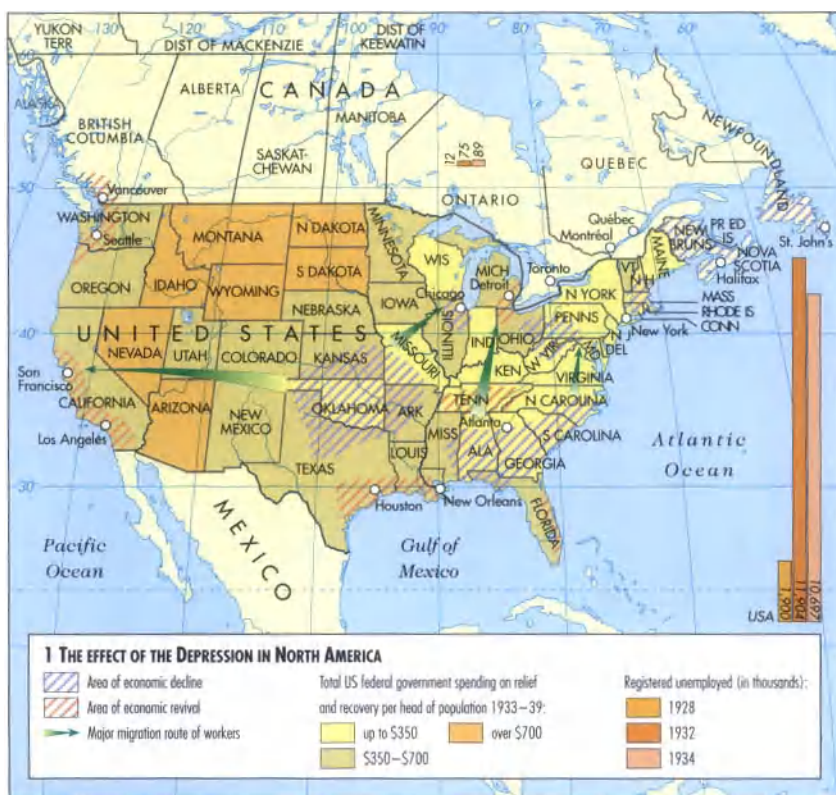 YUKON
TERR
130
120
DIST OF MACKENZIE
110
100
DIST OF
KEEWATIN
90
80
70
60
50
60
ALASKA
ALBERTA
CANADA
MANITOBA
BRITISH
COLUMBIA
SASKAT-
CHEWAN
12
75
89
ONTARIO
QUEBEC
NEWFOUNDLAND
50
Vancouver
WASHINGTON
Seattle
MONTANA
N DAKOTA
MINNESOTA
Québec
Montréal
NEW
BRUNS
PR ED
IS
St. John's
NOVA
SCOTIA
Halifax
OREGON
IDAHO
WYOMING
S DAKOTA
WIS
MICH
Detroit
Toronto
MAINE
VT
N H
N YORK
MASS
RHODE IS
CONN
NEBRASKA
IOWA
Chicago
ILLINOIS
IND
OHIO
PENNS
N J
New York
40
UNITED STATES
NEVADA
UTAH
COLORADO
KANSAS
MISSOURI
KEN
W VIR
MD
DEL
VIRGINIA
San
Francisco
CALIFORNIA
Los Angeles
ARIZONA
NEW
MEXICO
OKLAHOMA
ARK
TENN
N CAROLINA
Atlanta
S CAROLINA
TEXAS
LOUIS
MISS
ALA
GEORGIA
Atlantic
Ocean
30
Houston
New Orleans
FLORIDA
MEXICO
Pacific
Ocean
Gulf of
Mexico
USA
1,900
11,904
10,697
1 THE EFFECT OF THE DEPRESSION IN NORTH AMERICA
Area of economic decline
Area of economic revival
Major migration route of workers
Total US federal government spending on relief
and recovery per head of population 1933–39:
up to $350
over $700
$350–$700
Registered unemployed (in thousands):
1928
1932
1934